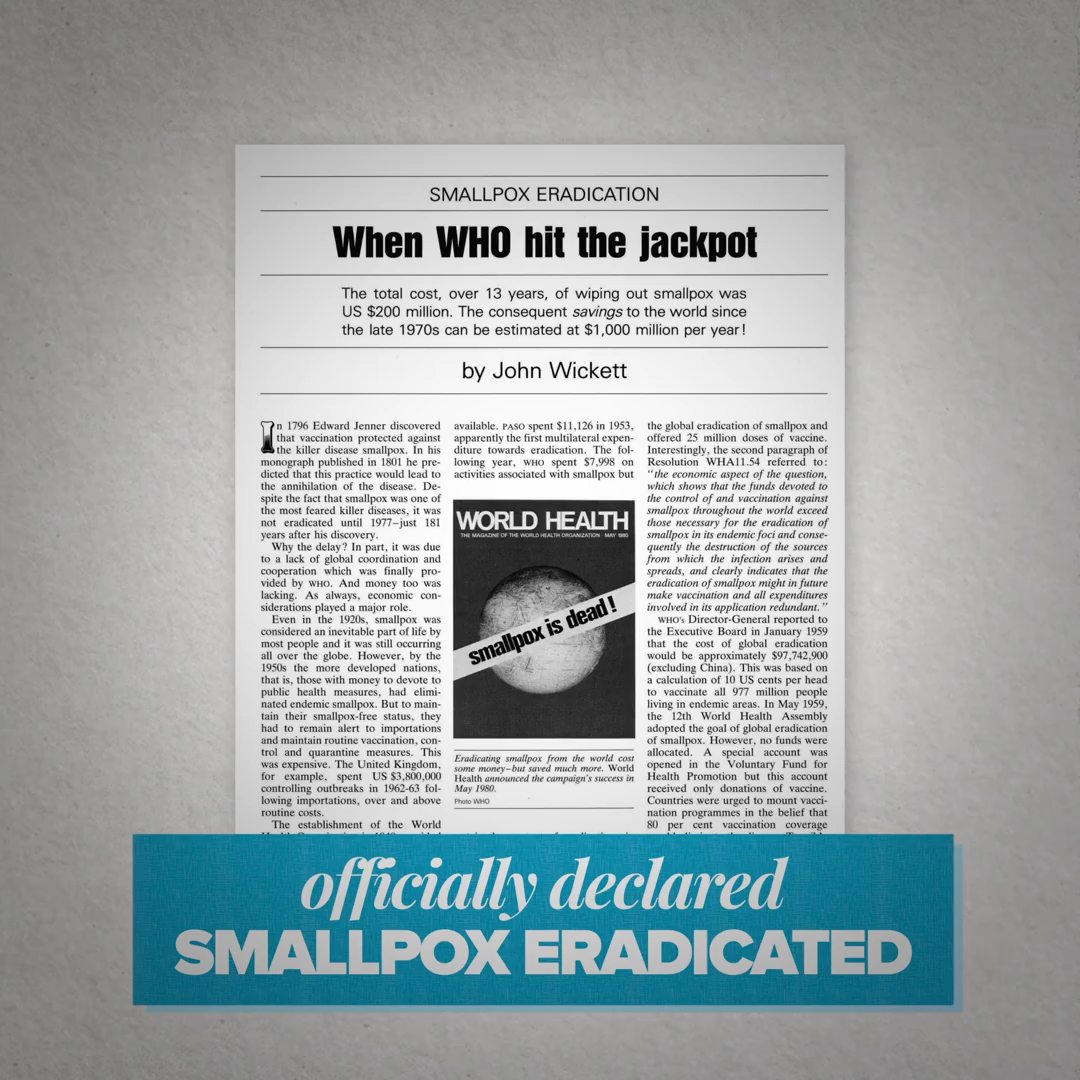 SMALLPOX ERADICATION
When WHO hit the jackpot
The total cost, over 13 years, of wiping out smallpox was
US $200 million. The consequent savings to the world since
the late 1970s can be estimated at $1,000 million per year!
by John Wickett
In 1796 Edward Jenner discovered
that vaccination protected against
the killer disease smallpox. In his
monograph published in 1801 he pre-
dicted that this practice would lead to
the annihilation of the disease. De-
spite the fact that smallpox was one of
the most feared killer diseases, it was
not eradicated until 1977–just 181
years after his discovery.
Why the delay? In part, it was due
to a lack of global coordination and
cooperation which was finally pro-
vided by WHO. And money too was
lacking. As always, economic con-
siderations played a major role.
Even in the 1920s, smallpox was
considered an inevitable part of life by
most people and it was still occurring
all over the globe. However, by the
1950s the more developed nations,
that is, those with money to devote to
public health measures, had elimi-
nated endemic smallpox. But to main-
tain their smallpox-free status, they
had to remain alert to importations
and maintain routine vaccination, con-
trol and quarantine measures. This
was expensive. The United Kingdom,
for example, spent US $3,800,000
controlling outbreaks in 1962-63 fol-
lowing importations, over and above
routine costs.
The establishment of the World
available. PASO spent $11,126 in 1953,
apparently the first multilateral expen-
diture towards eradication. The fol-
lowing year, WHO spent $7,998 on
activities associated with smallpox but
WORLD HEALTH
THE MAGAZINE OF THE WORLD HEALTH ORGANIZATION · MAY 1980
smallpox is dead!
Eradicating smallpox from the world cost
some money–but saved much more. World
Health announced the campaign's success in
May 1980.
Photo WHO
the global eradication of smallpox and
offered 25 million doses of vaccine.
Interestingly, the second paragraph of
Resolution WHA11.54 referred to:
"the economic aspect of the question,
which shows that the funds devoted to
the control of and vaccination against
smallpox throughout the world exceed
those necessary for the eradication of
smallpox in its endemic foci and conse-
quently the destruction of the sources
from which the infection arises and
spreads, and clearly indicates that the
eradication of smallpox might in future
make vaccination and all expenditures
involved in its application redundant."
WHO's Director-General reported to
the Executive Board in January 1959
that the cost of global eradication
would be approximately $97,742,900
(excluding China). This was based on
a calculation of 10 US cents per head
to vaccinate all 977 million people
living in endemic areas. In May 1959,
the 12th World Health Assembly
adopted the goal of global eradication
of smallpox. However, no funds were
allocated. A special account was
opened in the Voluntary Fund for
Health Promotion but this account
received only donations of vaccine.
Countries were urged to mount vacci-
nation programmes in the belief that
80 per cent vaccination coverage
officially declared
SMALLPOX ERADICATED